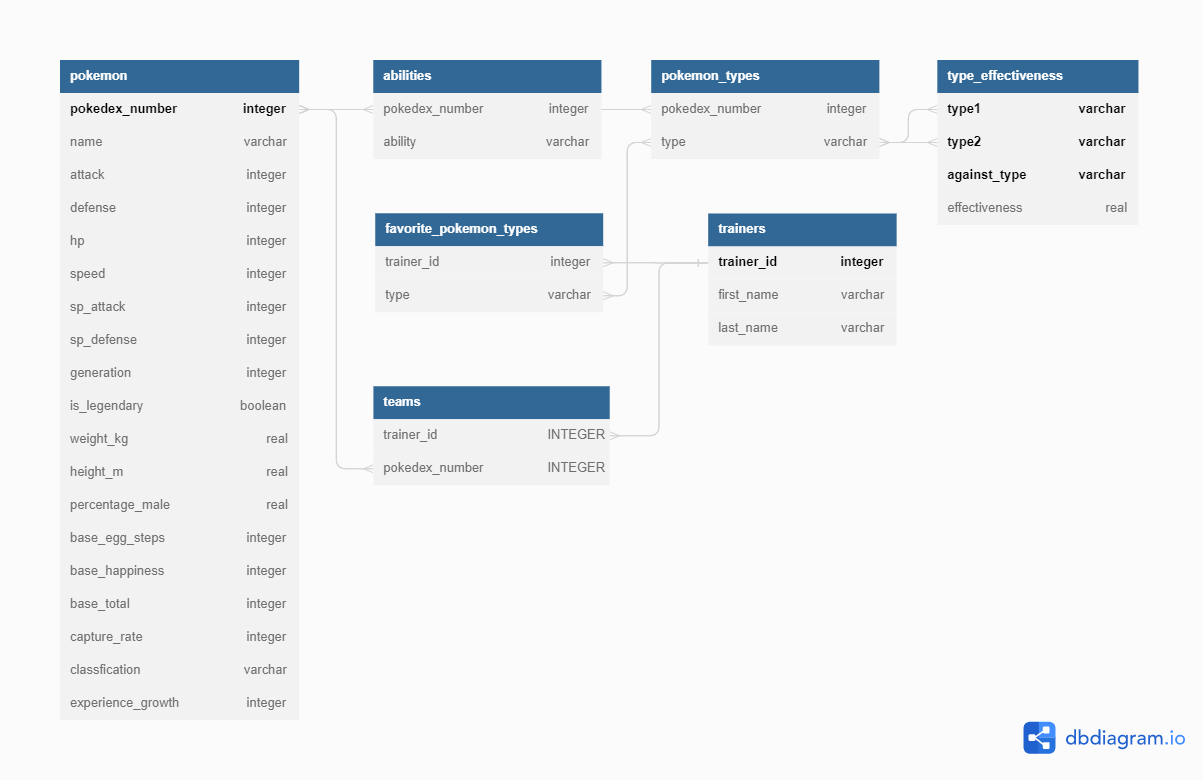 pokemon
pokedex_number integer
name varchar
attack integer
defense integer
hp integer
speed integer
sp_attack integer
sp_defense integer
generation integer
is_legendary boolean
weight_kg real
height_m real
percentage_male real
base_egg_steps integer
base_happiness integer
base_total integer
capture_rate integer
classfication varchar
experience_growth integer
abilities
pokedex_number integer
ability varchar
pokemon_types
pokedex_number integer
type varchar
type_effectiveness
type1 varchar
type2 varchar
against_type varchar
effectiveness real
favorite_pokemon_types
trainer_id integer
type varchar
trainers
trainer_id integer
first_name varchar
last_name varchar
teams
trainer_id INTEGER
pokedex_number INTEGER
dbdiagram.io